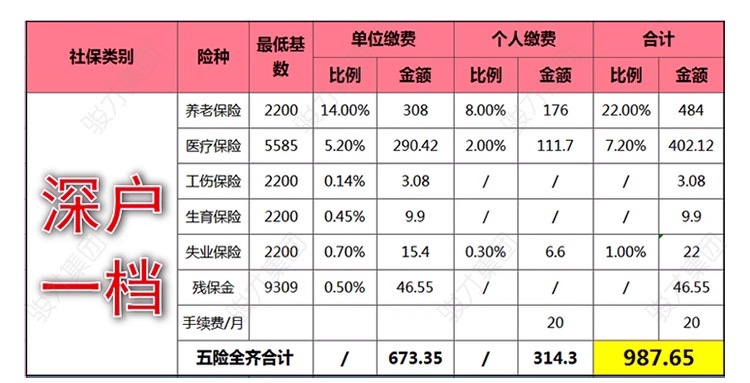 社保类别 险种 最低基数 单位缴费 个人缴费 合计
比例 金额 比例 金额 比例 金额
深户一档
养老保险 2200 14.00% 308 8.00% 176 22.00% 484
医疗保险 5585 5.20% 290.42 2.00% 111.7 7.20% 402.12
工伤保险 2200 0.14% 3.08 / / / 3.08
生育保险 2200 0.45% 9.9 / / / 9.9
失业保险 2200 0.70% 15.4 0.30% 6.6 1.00% 22
残保金 9309 0.50% 46.55 / / / 46.55
手续费/月 20 20
五险全齐合计 / 673.35 / 314.3 987.65
骏才集团